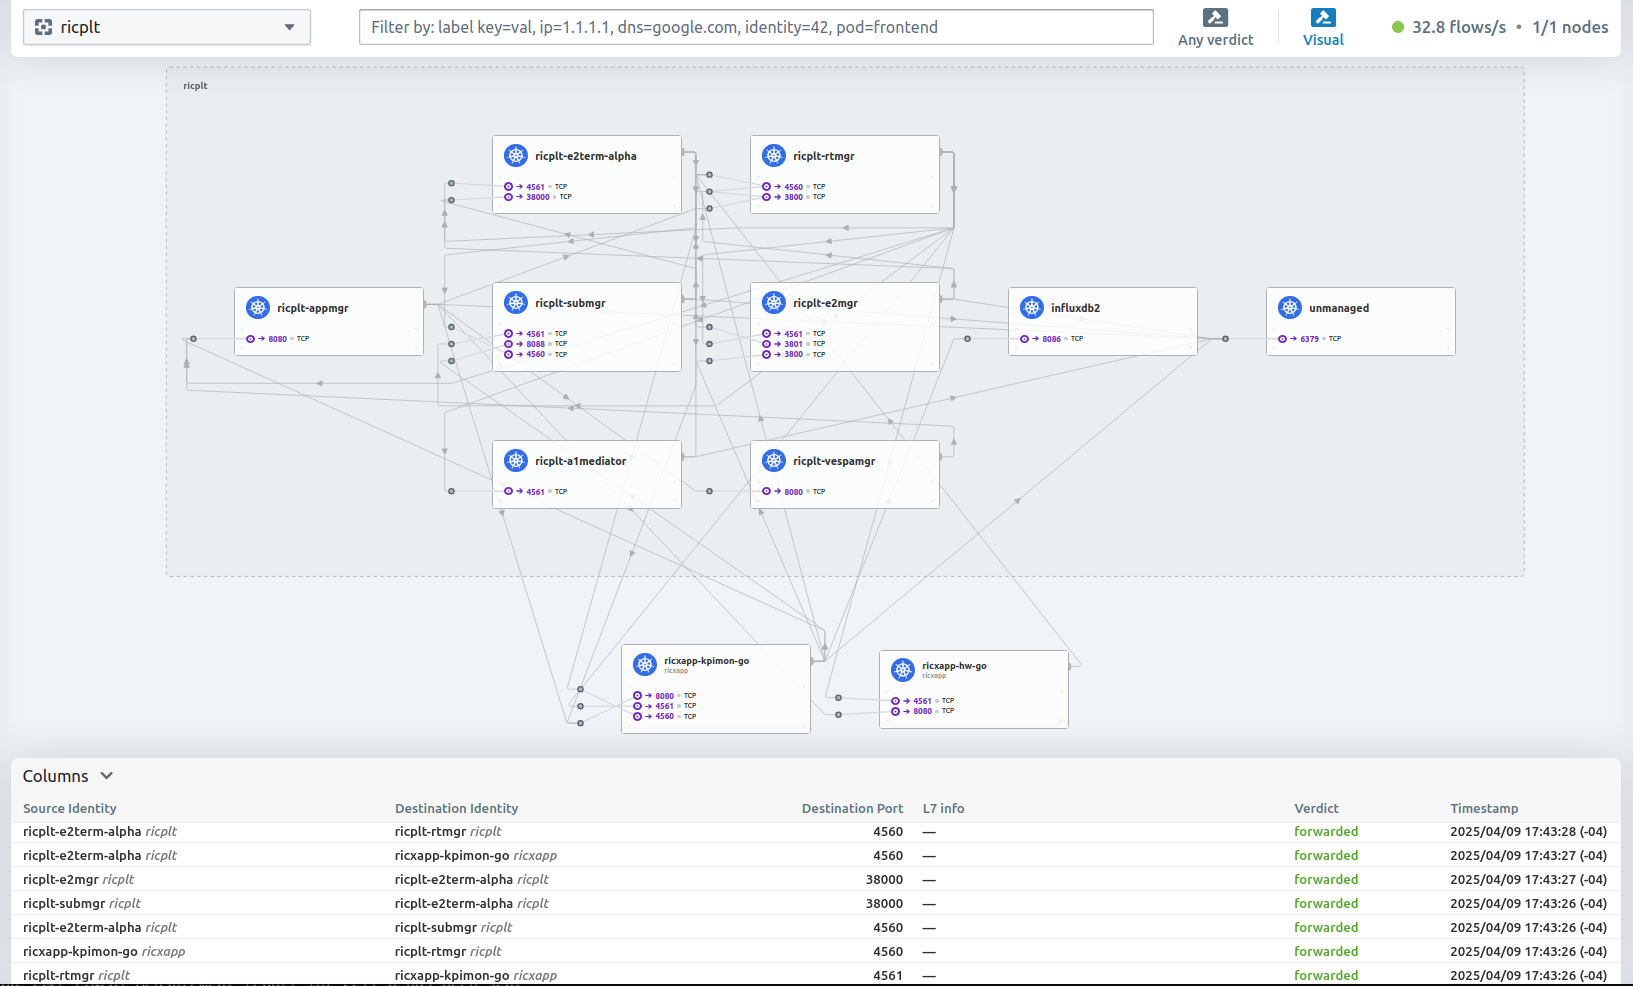 ricplt
Filter by: label key=val, ip=1.1.1.1, dns=google.com, identity=42, pod=frontend
Any verdict
Visual
32.8 flows/s • 1/1 nodes
ricplt
ricplt-e2term-alpha
→ 4561 TCP
→ 38000 TCP
ricplt-rtmgr
→ 4560 TCP
→ 3800 TCP
ricplt-appmgr
→ 8080 TCP
ricplt-submgr
→ 4561 TCP
→ 8088 TCP
→ 4560 TCP
ricplt-e2mgr
→ 4561 TCP
→ 3801 TCP
→ 3800 TCP
influxdb2
→ 8086 TCP
unmanaged
→ 6379 TCP
ricplt-a1mediator
→ 4561 TCP
ricplt-vespamgr
→ 8080 TCP
ricxapp-kpimon-go
ricxapp
→ 8080 TCP
→ 4561 TCP
→ 4560 TCP
ricxapp-hw-go
ricxapp
→ 4561 TCP
→ 8080 TCP
Columns
Source Identity Destination Identity Destination Port L7 info Verdict Timestamp
ricplt-e2term-alpha ricplt ricplt-rtmgr ricplt 4560 — forwarded 2025/04/09 17:43:28 (-04)
ricplt-e2term-alpha ricplt ricxapp-kpimon-go ricxapp 4560 — forwarded 2025/04/09 17:43:27 (-04)
ricplt-e2mgr ricplt ricplt-e2term-alpha ricplt 38000 — forwarded 2025/04/09 17:43:27 (-04)
ricplt-submgr ricplt ricplt-e2term-alpha ricplt 38000 — forwarded 2025/04/09 17:43:26 (-04)
ricplt-e2term-alpha ricplt ricplt-submgr ricplt 4560 — forwarded 2025/04/09 17:43:26 (-04)
ricxapp-kpimon-go ricxapp ricplt-rtmgr ricplt 4560 — forwarded 2025/04/09 17:43:26 (-04)
ricplt-rtmgr ricplt ricxapp-kpimon-go ricxapp 4561 — forwarded 2025/04/09 17:43:26 (-04)